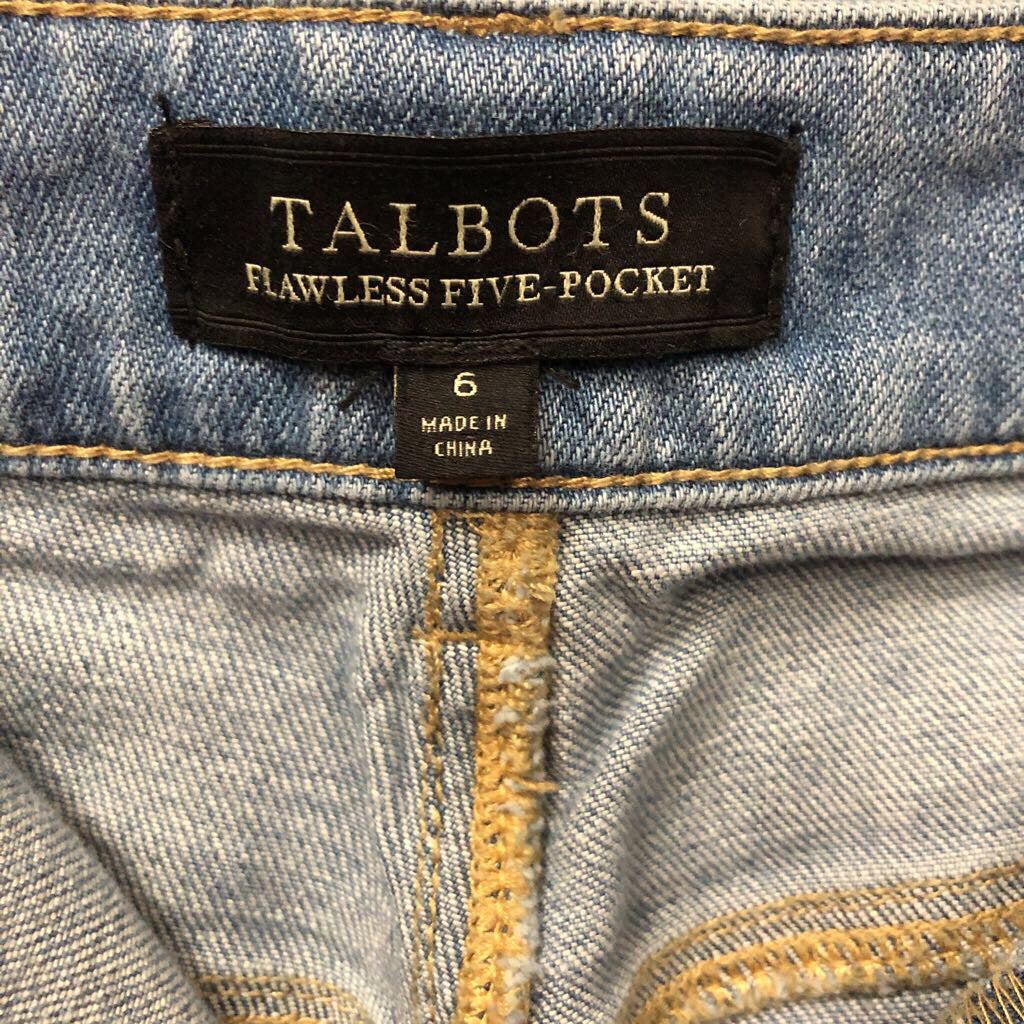 TALBOTS
FLAWLESS FIVE-POCKET
6
MADE IN
CHINA